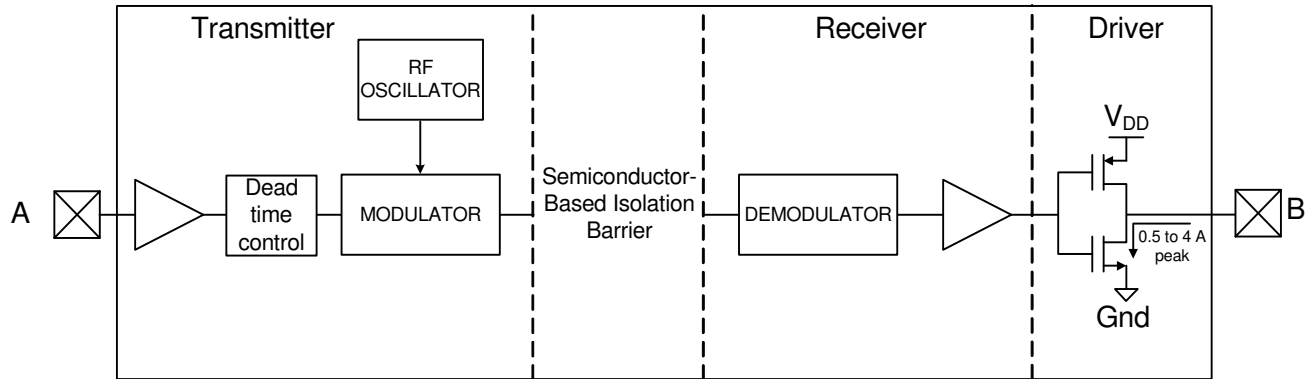 Transmitter
Receiver
Driver
RF
OSCILLATOR
VDD
A
Dead
time
control
MODULATOR
Semiconductor-
Based Isolation
Barrier
DEMODULATOR
0.5 to 4 A
peak
B
Gnd